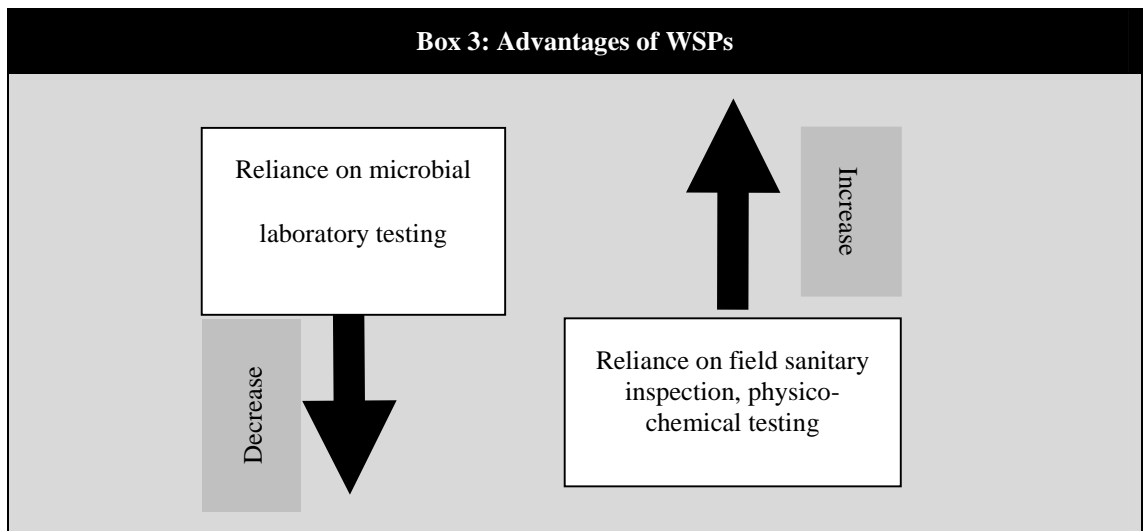 Box 3: Advantages of WSPs
Reliance on microbial
laboratory testing
Decrease
Increase
Reliance on field sanitary
inspection, physico-
chemical testing